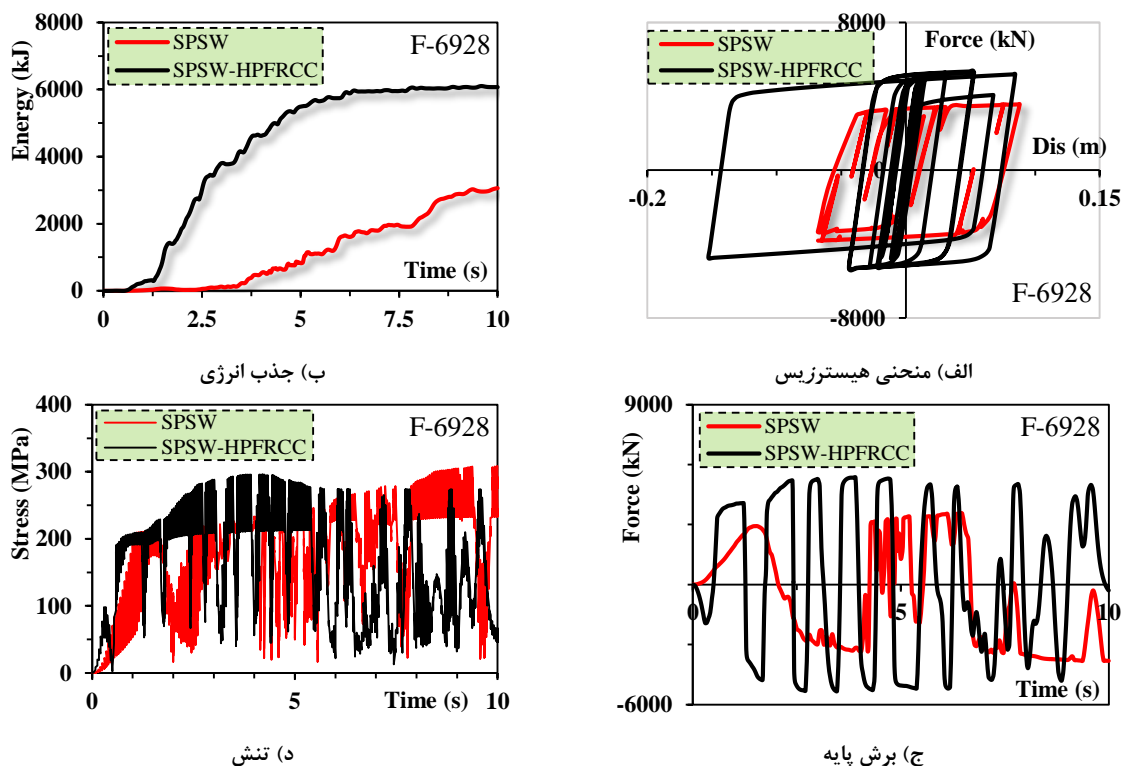 8000
6000
4000
2000
0
Energy (kJ)
SPSW
SPSW-HPFRCC
F-6928
Time (s)
0
2.5
5
7.5
10
ب) جذب انرژی
8000
Force (kN)
SPSW
SPSW-HPFRCC
Dis (m)
0
-0.2
0.15
F-6928
-8000
الف) منحنی هیسترزیس
400
300
200
100
0
Stress (MPa)
SPSW
SPSW-HPFRCC
F-6928
Time (s)
0
5
10
د) تنش
9000
Force (kN)
SPSW
SPSW-HPFRCC
F-6928
0
5
10
Time (s)
-6000
ج) برش پایه